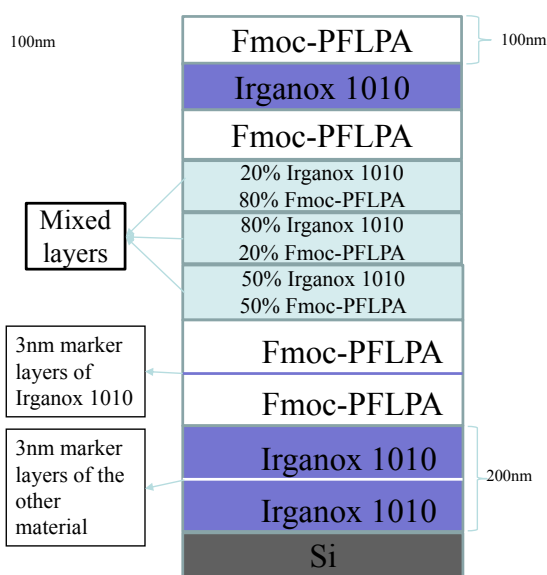 100nm
Fmoc-PFLPA
100nm
Irganox 1010
Fmoc-PFLPA
20% Irganox 1010
80% Fmoc-PFLPA
Mixed
layers
80% Irganox 1010
20% Fmoc-PFLPA
50% Irganox 1010
50% Fmoc-PFLPA
3nm marker
layers of
Irganox 1010
Fmoc-PFLPA
Fmoc-PFLPA
3nm marker
layers of the
other
material
Irganox 1010
Irganox 1010
200nm
Si